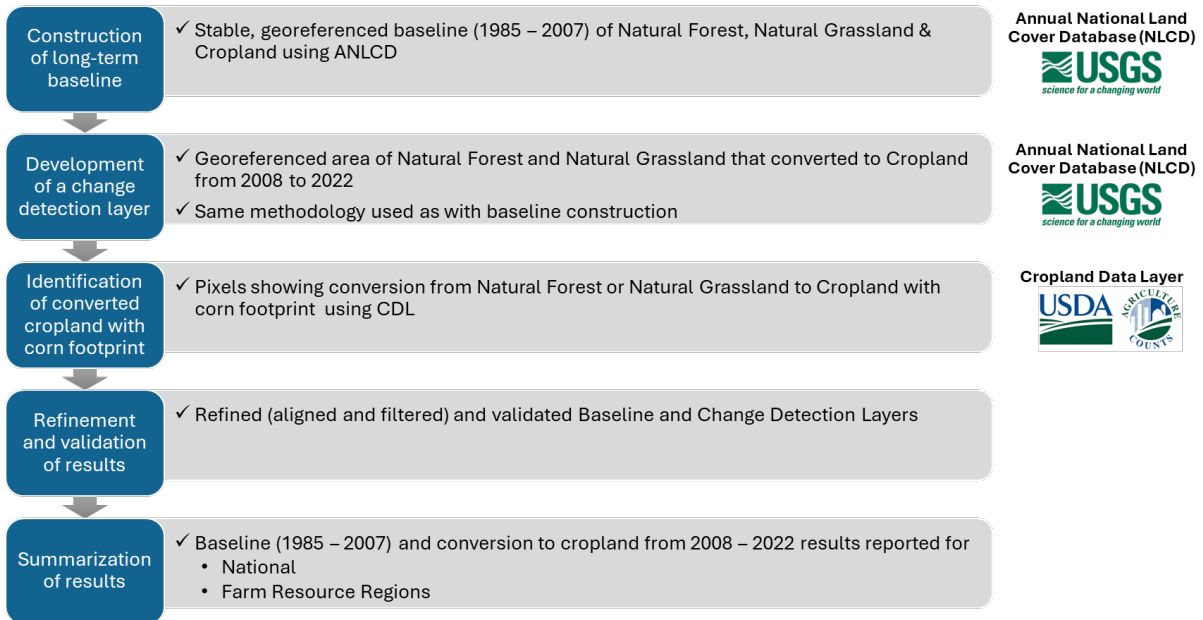 Construction
of long-term
baseline
✓ Stable, georeferenced baseline (1985 – 2007) of Natural Forest, Natural Grassland &
Cropland using ANLCD
Annual National Land
Cover Database (NLCD)
USGS
science for a changing world
Development
of a change
detection layer
✓ Georeferenced area of Natural Forest and Natural Grassland that converted to Cropland
from 2008 to 2022
✓ Same methodology used as with baseline construction
Annual National Land
Cover Database (NLCD)
USGS
science for a changing world
Identification
of converted
cropland with
corn footprint
✓ Pixels showing conversion from Natural Forest or Natural Grassland to Cropland with
corn footprint using CDL
Cropland Data Layer
USDA
AGRICULTURE
COUNTS
Refinement
and validation
of results
✓ Refined (aligned and filtered) and validated Baseline and Change Detection Layers
Summarization
of results
✓ Baseline (1985 – 2007) and conversion to cropland from 2008 – 2022 results reported for
• National
• Farm Resource Regions